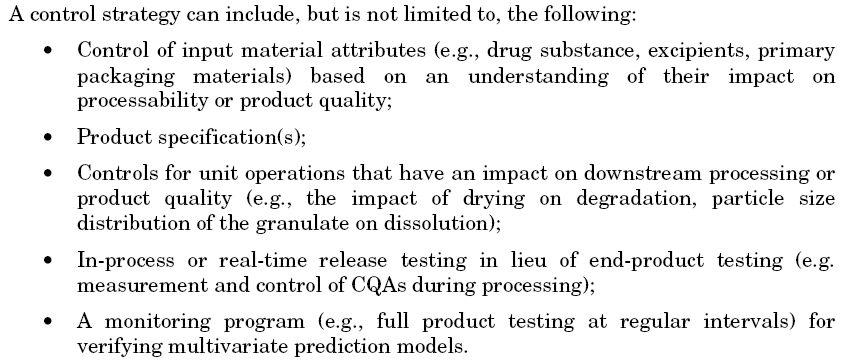 A control strategy can include, but is not limited to, the following:
• Control of input material attributes (e.g., drug substance, excipients, primary
packaging materials) based on an understanding of their impact on
processability or product quality;
• Product specification(s);
• Controls for unit operations that have an impact on downstream processing or
product quality (e.g., the impact of drying on degradation, particle size
distribution of the granulate on dissolution);
• In-process or real-time release testing in lieu of end-product testing (e.g.
measurement and control of CQAs during processing);
• A monitoring program (e.g., full product testing at regular intervals) for
verifying multivariate prediction models.